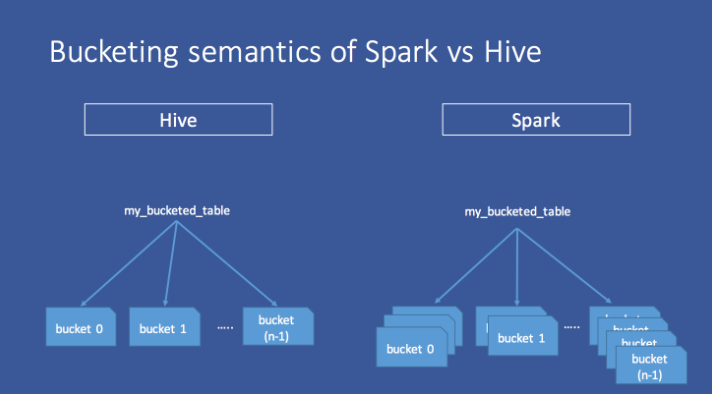 Bucketing semantics of Spark vs Hive
Hive
Spark
my_bucketed_table
my_bucketed_table
bucket 0
bucket 1
.....
bucket
(n-1)
bucket 0
bucket 1
.....
bucket
bucket
bucket
(n-1)